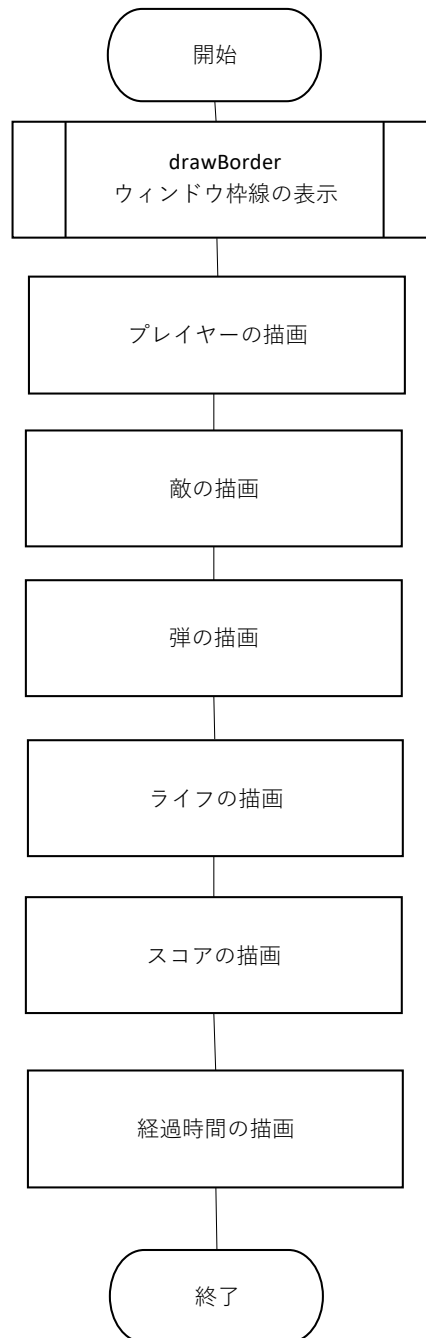 開始
drawBorder
ウィンドウ枠線の表示
プレイヤーの描画
敵の描画
弾の描画
ライフの描画
スコアの描画
経過時間の描画
終了